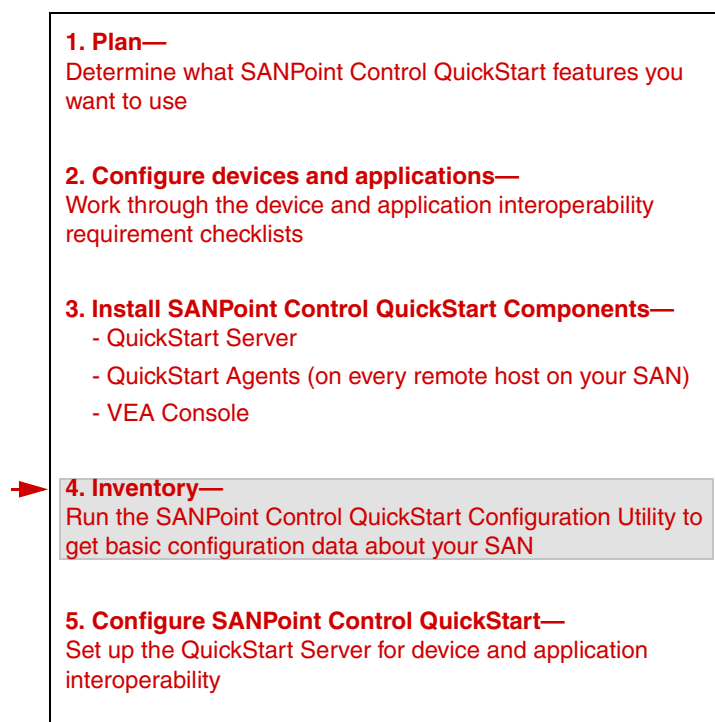 1. Plan—
Determine what SANPoint Control QuickStart features you
want to use
2. Configure devices and applications—
Work through the device and application interoperability
requirement checklists
3. Install SANPoint Control QuickStart Components—
- QuickStart Server
- QuickStart Agents (on every remote host on your SAN)
- VEA Console
4. Inventory—
Run the SANPoint Control QuickStart Configuration Utility to
get basic configuration data about your SAN
5. Configure SANPoint Control QuickStart—
Set up the QuickStart Server for device and application
interoperability